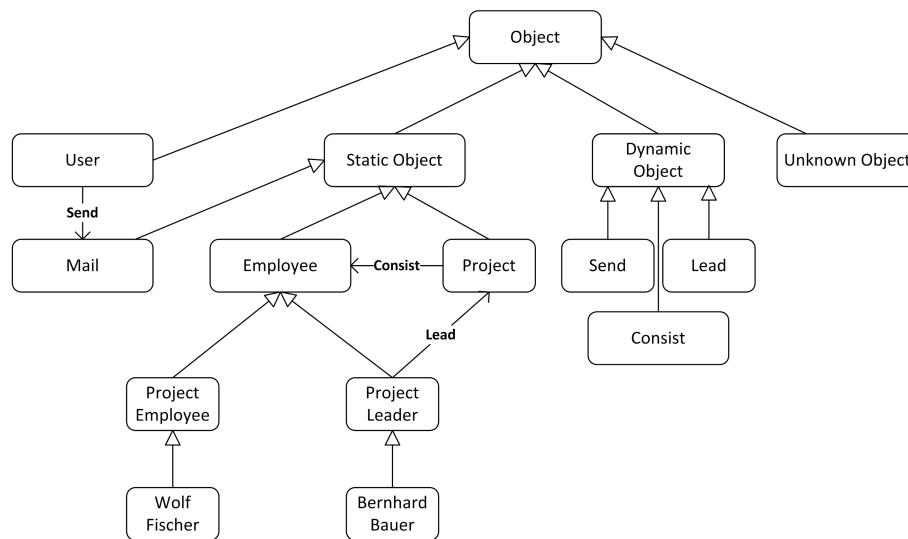 Object
User
Static Object
Dynamic
Object
Unknown Object
Send
Mail
Employee
Consist
Project
Send
Lead
Lead
Consist
Project
Employee
Project
Leader
Wolf
Fischer
Bernhard
Bauer